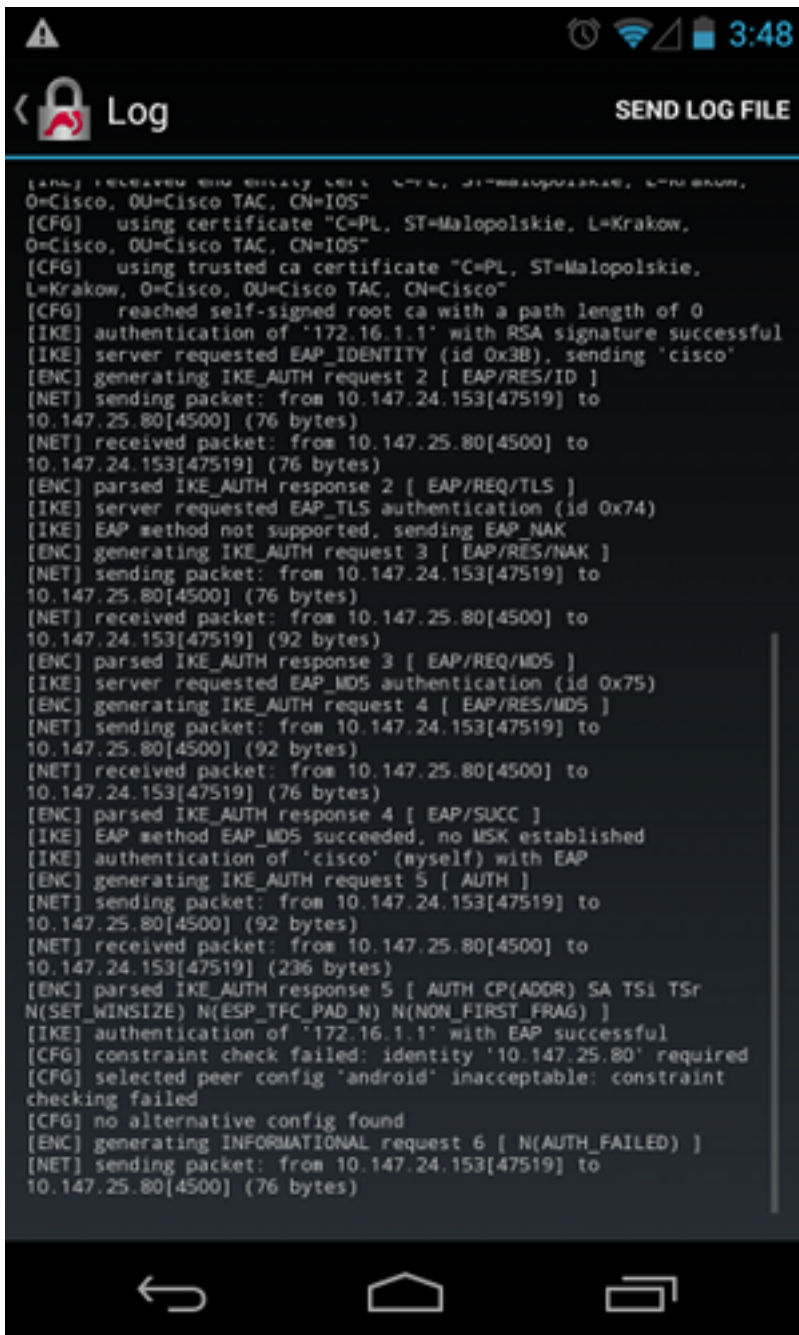 3:48
Log
SEND LOG FILE
[IKE] received end entity cert "C=PL, ST=Malopolskie, L=Krakow,
O=Cisco, OU=Cisco TAC, CN=IOS"
[CFG]   using certificate "C=PL, ST=Malopolskie, L=Krakow,
O=Cisco, OU=Cisco TAC, CN=IOS"
[CFG]   using trusted ca certificate "C=PL, ST=Malopolskie,
L=Krakow, O=Cisco, OU=Cisco TAC, CN=Cisco"
[CFG]   reached self-signed root ca with a path length of 0
[IKE] authentication of '172.16.1.1' with RSA signature successful
[IKE] server requested EAP_IDENTITY (id 0x3B), sending 'cisco'
[ENC] generating IKE_AUTH request 2 [ EAP/RES/ID ]
[NET] sending packet: from 10.147.24.153[47519] to
10.147.25.80[4500] (76 bytes)
[NET] received packet: from 10.147.25.80[4500] to
10.147.24.153[47519] (76 bytes)
[ENC] parsed IKE_AUTH response 2 [ EAP/REQ/TLS ]
[IKE] server requested EAP_TLS authentication (id 0x74)
[IKE] EAP method not supported, sending EAP_NAK
[ENC] generating IKE_AUTH request 3 [ EAP/RES/NAK ]
[NET] sending packet: from 10.147.24.153[47519] to
10.147.25.80[4500] (76 bytes)
[NET] received packet: from 10.147.25.80[4500] to
10.147.24.153[47519] (92 bytes)
[ENC] parsed IKE_AUTH response 3 [ EAP/REQ/MD5 ]
[IKE] server requested EAP_MD5 authentication (id 0x75)
[ENC] generating IKE_AUTH request 4 [ EAP/RES/MD5 ]
[NET] sending packet: from 10.147.24.153[47519] to
10.147.25.80[4500] (92 bytes)
[NET] received packet: from 10.147.25.80[4500] to
10.147.24.153[47519] (76 bytes)
[ENC] parsed IKE_AUTH response 4 [ EAP/SUCC ]
[IKE] EAP method EAP_MD5 succeeded, no MSK established
[IKE] authentication of 'cisco' (myself) with EAP
[ENC] generating IKE_AUTH request 5 [ AUTH ]
[NET] sending packet: from 10.147.24.153[47519] to
10.147.25.80[4500] (92 bytes)
[NET] received packet: from 10.147.25.80[4500] to
10.147.24.153[47519] (236 bytes)
[ENC] parsed IKE_AUTH response 5 [ AUTH CP(ADDR) SA TSi TSr
N(SET_WINSIZE) N(ESP_TFC_PAD_N) N(NON_FIRST_FRAG) ]
[IKE] authentication of '172.16.1.1' with EAP successful
[CFG] constraint check failed: identity '10.147.25.80' required
[CFG] selected peer config 'android' inacceptable: constraint
checking failed
[CFG] no alternative config found
[ENC] generating INFORMATIONAL request 6 [ N(AUTH_FAILED) ]
[NET] sending packet: from 10.147.24.153[47519] to
10.147.25.80[4500] (76 bytes)